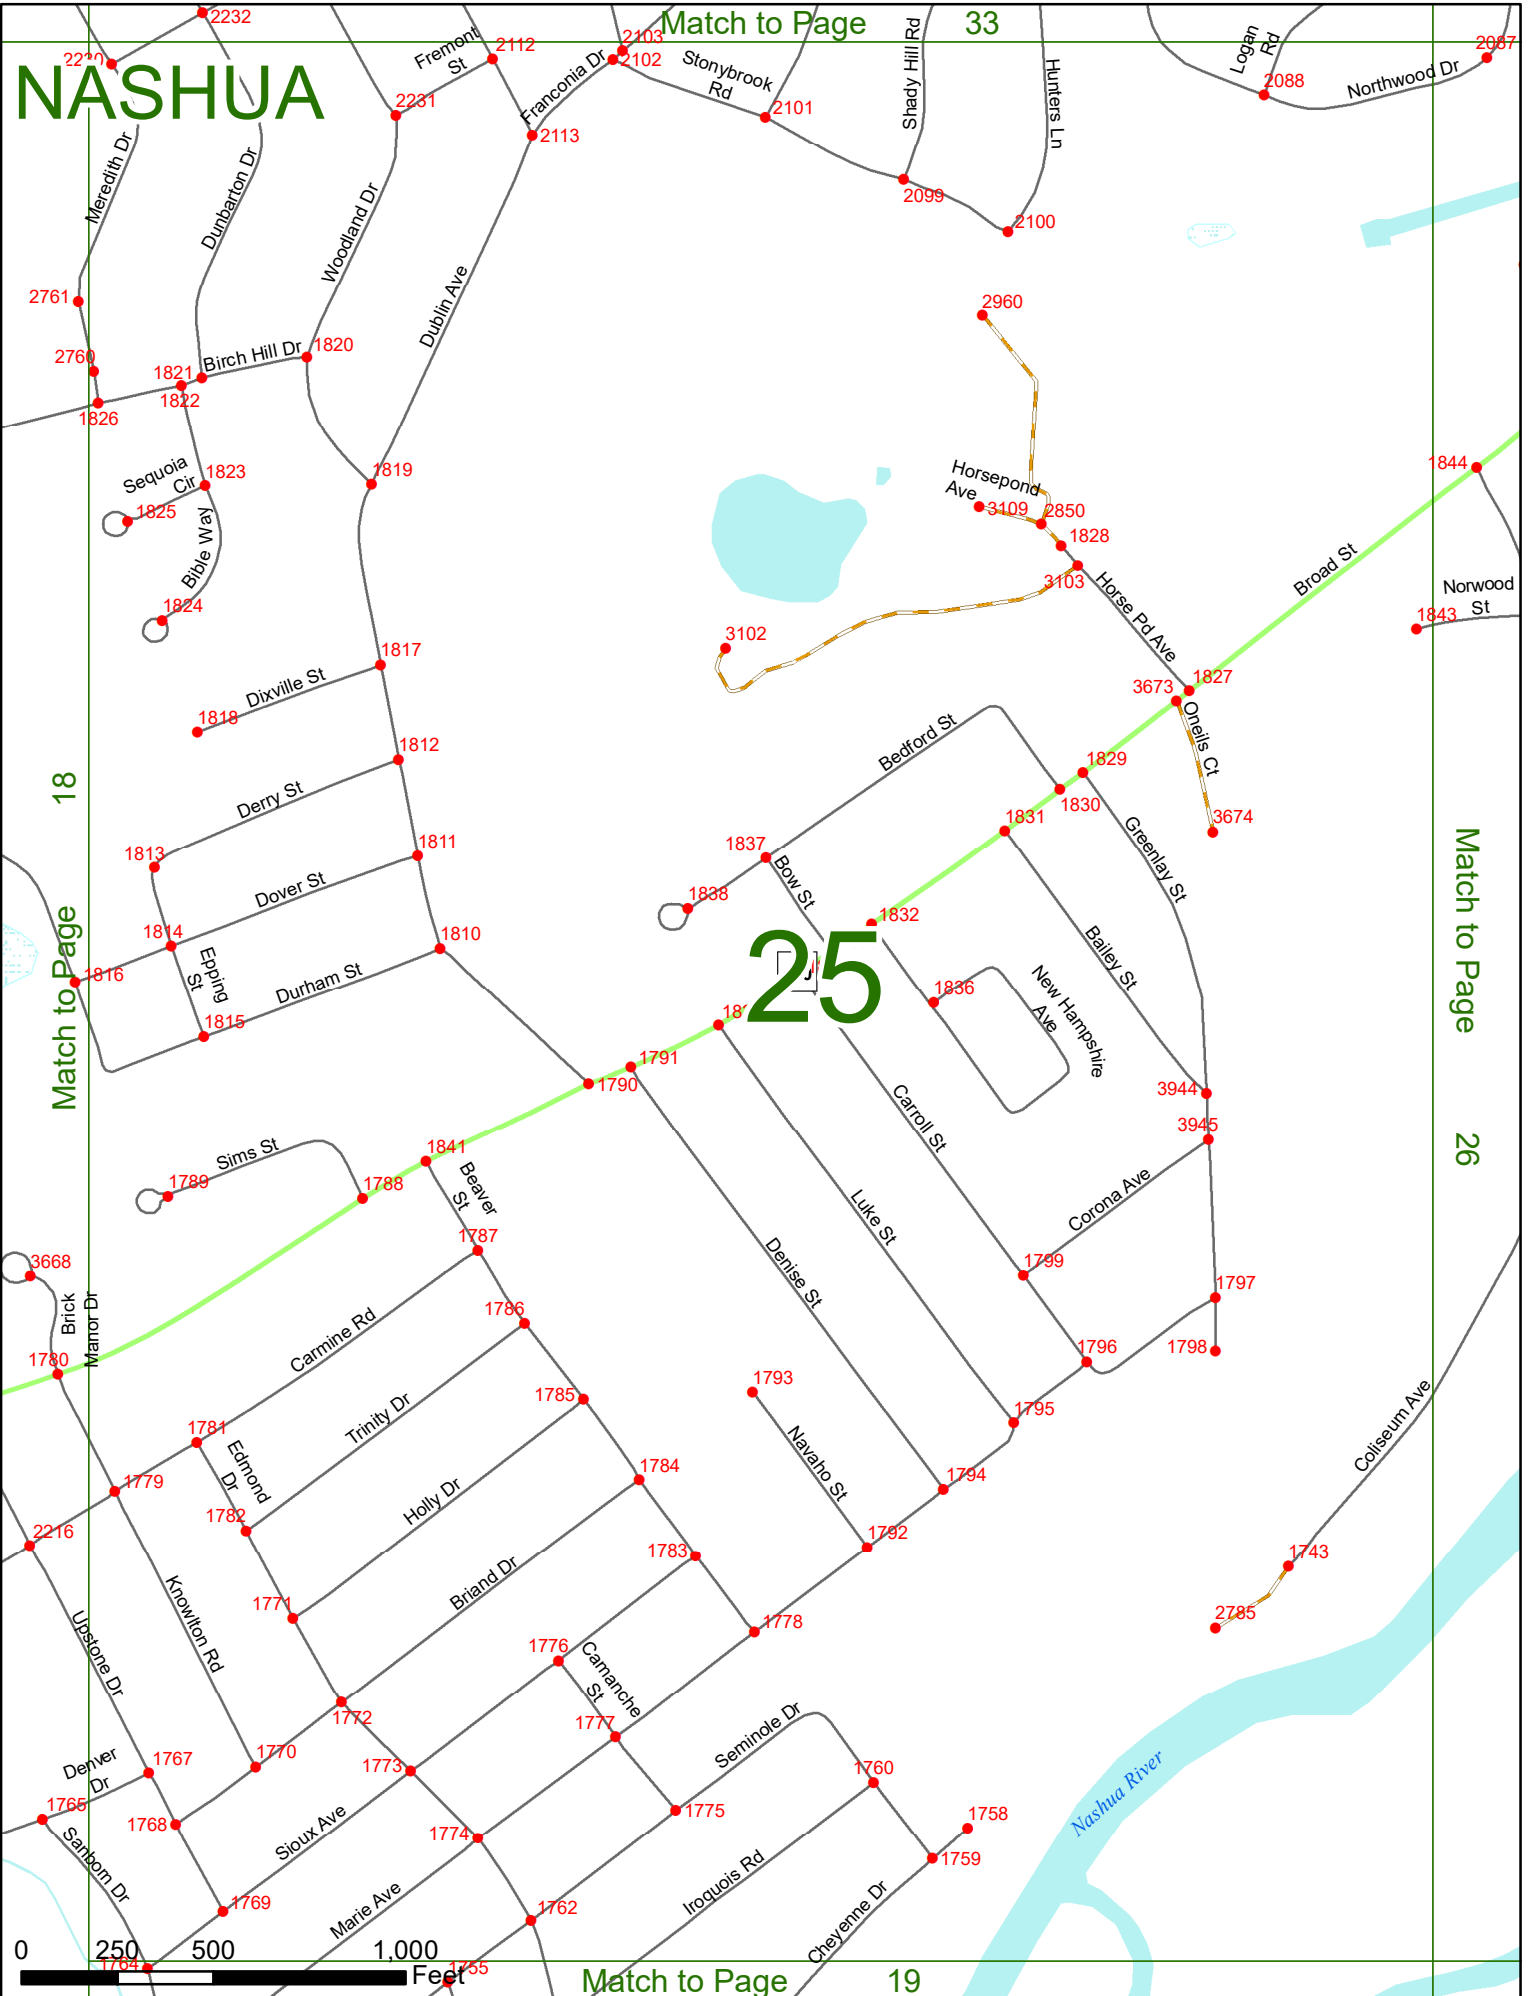 Match to Page 33
NASHUA
2232
2230
Fremont
St
2112
2103
2102
2231
Franconia Dr
2113
Stonybrook
Rd
2101
Shady Hill Rd
Hunters Ln
Logan
Rd
2088
Northwood Dr
2087
2099
2100
Meredith Dr
Dunbarton Dr
Woodland Dr
Dublin Ave
2761
2760
1821
Birch Hill Dr
1820
1822
1826
2960
1819
1844
Sequoia
Cir
1823
1825
Bible Way
1824
Horsepond
Ave
3109
2850
1828
3103
Horse Pd Ave
Broad St
Norwood
St
1843
3102
1817
Dixville St
1818
1827
3673
Oneils Ct
3674
1812
Derry St
1813
1811
Dover St
1814
1810
Epping
St
Durham St
1815
1816
18
Match to Page
Bedford St
1829
1830
1831
1837
1838
Bow St
1832
Greenlay St
Bailey St
25
1836
New Hampshire
Ave
Match to Page
26
1791
1790
Carroll St
3944
3945
Corona Ave
1799
1797
1798
1796
Luke St
Denise St
1795
1794
Sims St
1789
1788
1841
Beaver
St
1787
1786
3668
Brick
Manor Dr
1780
Carmine Rd
Trinity Dr
1785
1793
Navaho St
1792
1781
Edmond
Dr
1779
1782
Holly Dr
1784
2216
1771
Briand Dr
1783
1778
Coliseum Ave
1743
2785
Knowlton Rd
Upstone Dr
1776
Camanche
St
1772
1777
1770
1767
Denver
Dr
1765
1773
Seminole Dr
1760
1775
1768
Sioux Ave
1774
1758
1759
Nashua River
Sanborn Dr
1769
Marie Ave
1762
Iroquois Rd
Cheyenne Dr
1764
1755
0 250 500 1,000
Feet
Match to Page 19